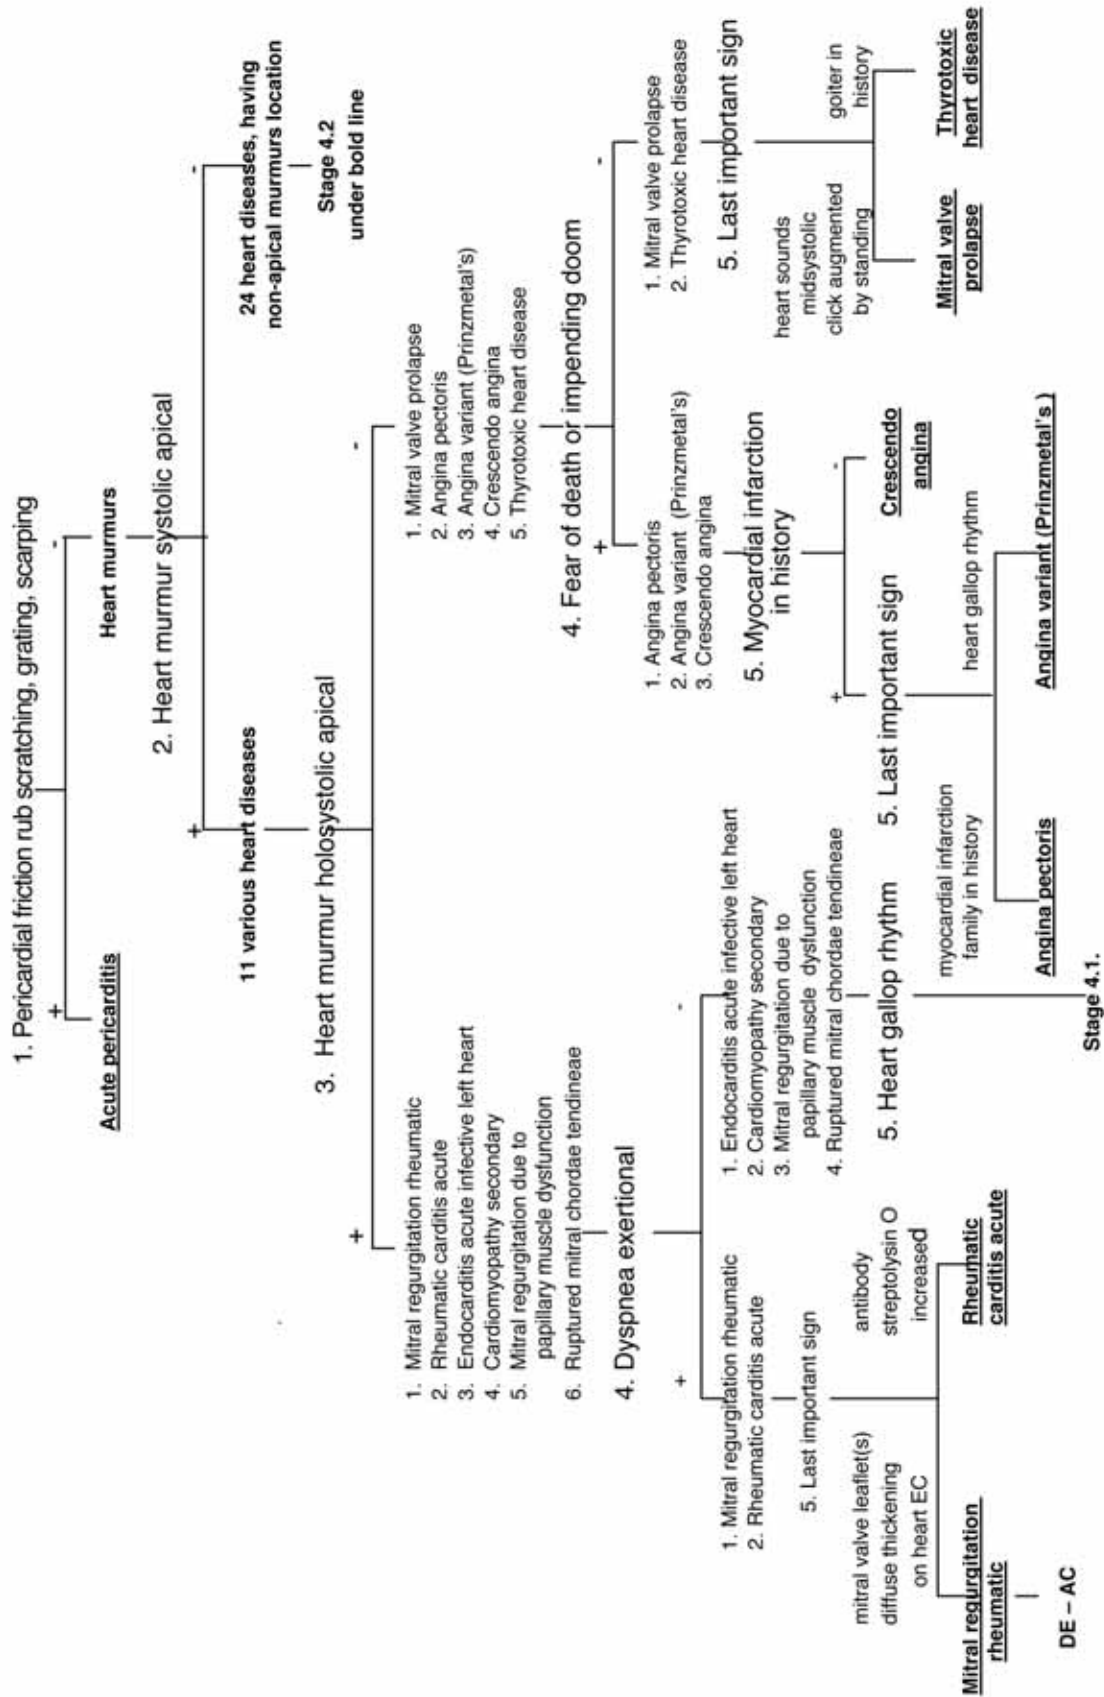 1. Pericardial friction rub scratching, grating, scarping
+
-
Acute pericarditis
Heart murmurs
2. Heart murmur systolic apical
+
-
11 various heart diseases
24 heart diseases, having
non-apical murmurs location
Stage 4.2
under bold line
3. Heart murmur holosystolic apical
+
-
1. Mitral regurgitation rheumatic
2. Rheumatic carditis acute
3. Endocarditis acute infective left heart
4. Cardiomyopathy secondary
5. Mitral regurgitation due to
papillary muscle dysfunction
6. Ruptured mitral chordae tendineae
1. Mitral valve prolapse
2. Angina pectoris
3. Angina variant (Prinzmetal's)
4. Crescendo angina
5. Thyrotoxic heart disease
4. Dyspnea exertional
+
-
4. Fear of death or impending doom
+
-
1. Mitral regurgitation rheumatic
2. Rheumatic carditis acute
5. Last important sign
1. Endocarditis acute infective left heart
2. Cardiomyopathy secondary
3. Mitral regurgitation due to
papillary muscle dysfunction
4. Ruptured mitral chordae tendineae
5. Heart gallop rhythm
1. Angina pectoris
2. Angina variant (Prinzmetal's)
3. Crescendo angina
5. Myocardial infarction
in history
1. Mitral valve prolapse
2. Thyrotoxic heart disease
5. Last important sign
mitral valve leaflet(s)
diffuse thickening
on heart EC
antibody
streptolysin O
increased
+
-
5. Last important sign
Crescendo
angina
heart sounds
midsystolic
click augmented
by standing
goiter in
history
Mitral regurgitation
rheumatic
Rheumatic
carditis acute
myocardial infarction
family in history
heart gallop rhythm
Mitral valve
prolapse
Thyrotoxic
heart disease
DE – AC
Stage 4.1.
Angina pectoris
Angina variant (Prinzmetal's )